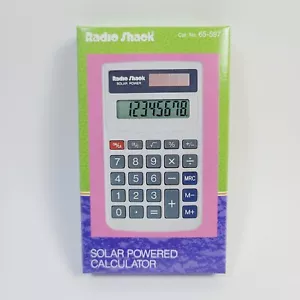 Radio Shack
Cat. No. 65-587
Radio Shack
SOLAR POWER
12345678
7 8 9 × ÷
4 5 6 - MRC
1 2 3 + M-
0 . = M+
SOLAR POWERED
CALCULATOR